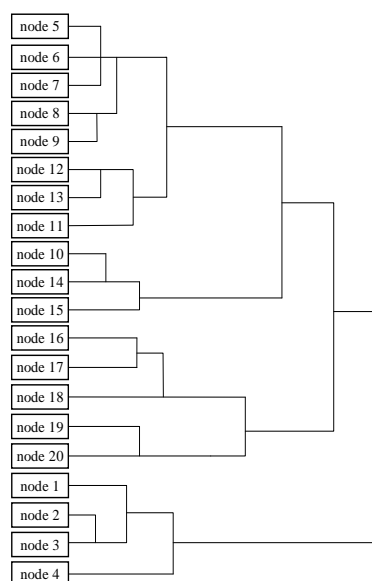 node 5
node 6
node 7
node 8
node 9
node 12
node 13
node 11
node 10
node 14
node 15
node 16
node 17
node 18
node 19
node 20
node 1
node 2
node 3
node 4